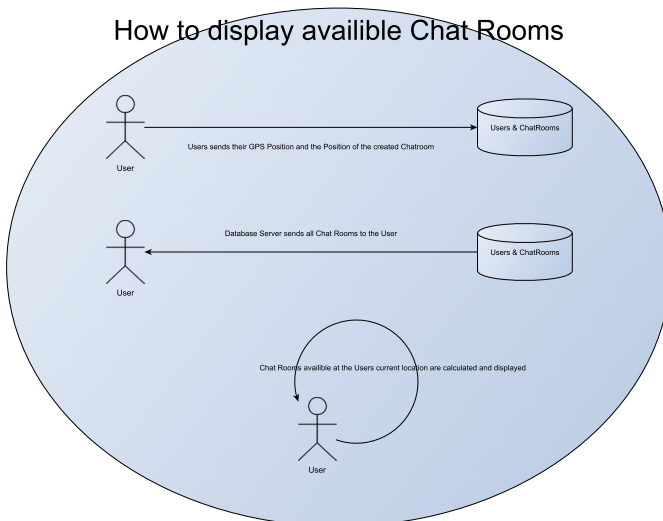 How to display availible Chat Rooms
Users & ChatRooms
Users sends their GPS Position and the Position of the created Chatroom
User
Database Server sends all Chat Rooms to the User
Users & ChatRooms
User
Chat Rooms availible at the Users current location are calculated and displayed
User